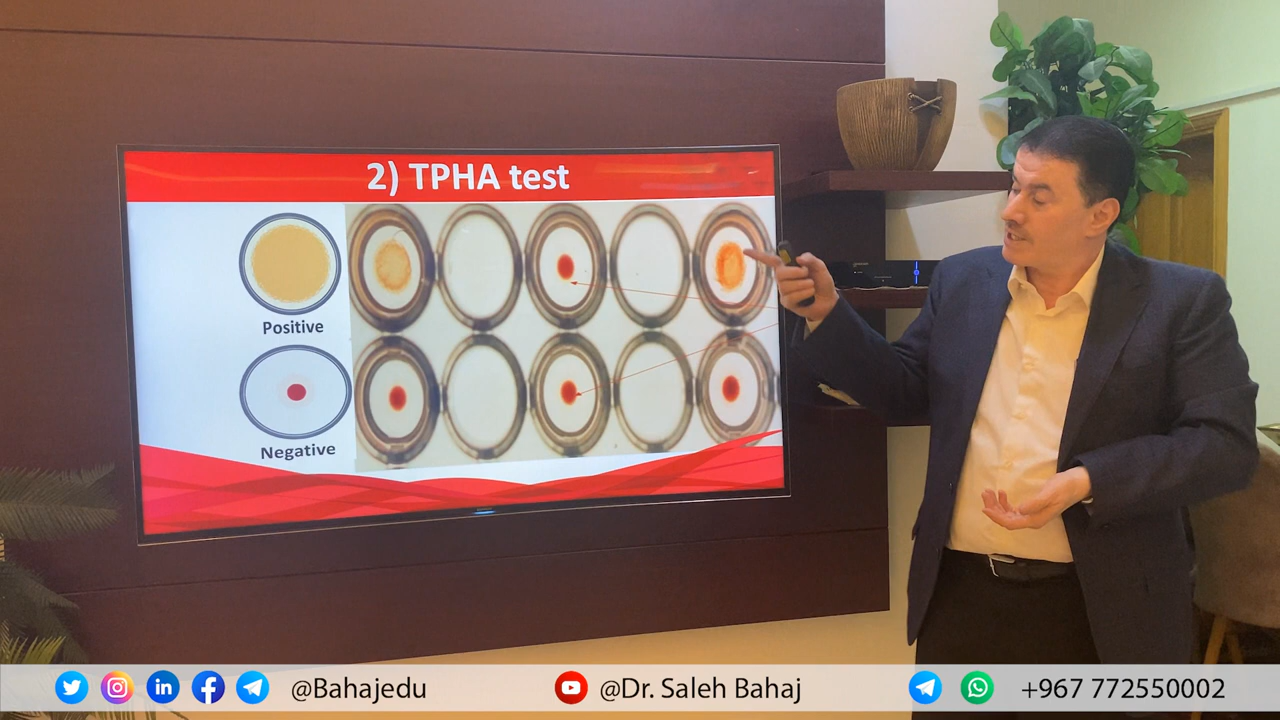 2) TPHA test
Positive
Negative
@Bahajedu
@Dr. Saleh Bahaj
+967 772550002